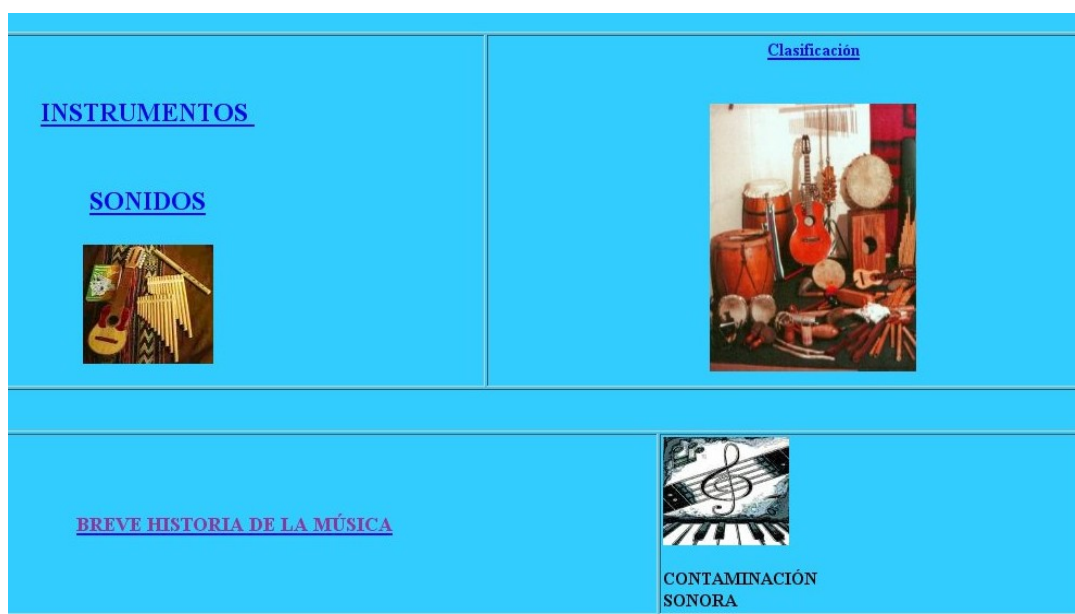 Clasificación
INSTRUMENTOS
SONIDOS
BREVE HISTORIA DE LA MÚSICA
CONTAMINACIÓN
SONORA